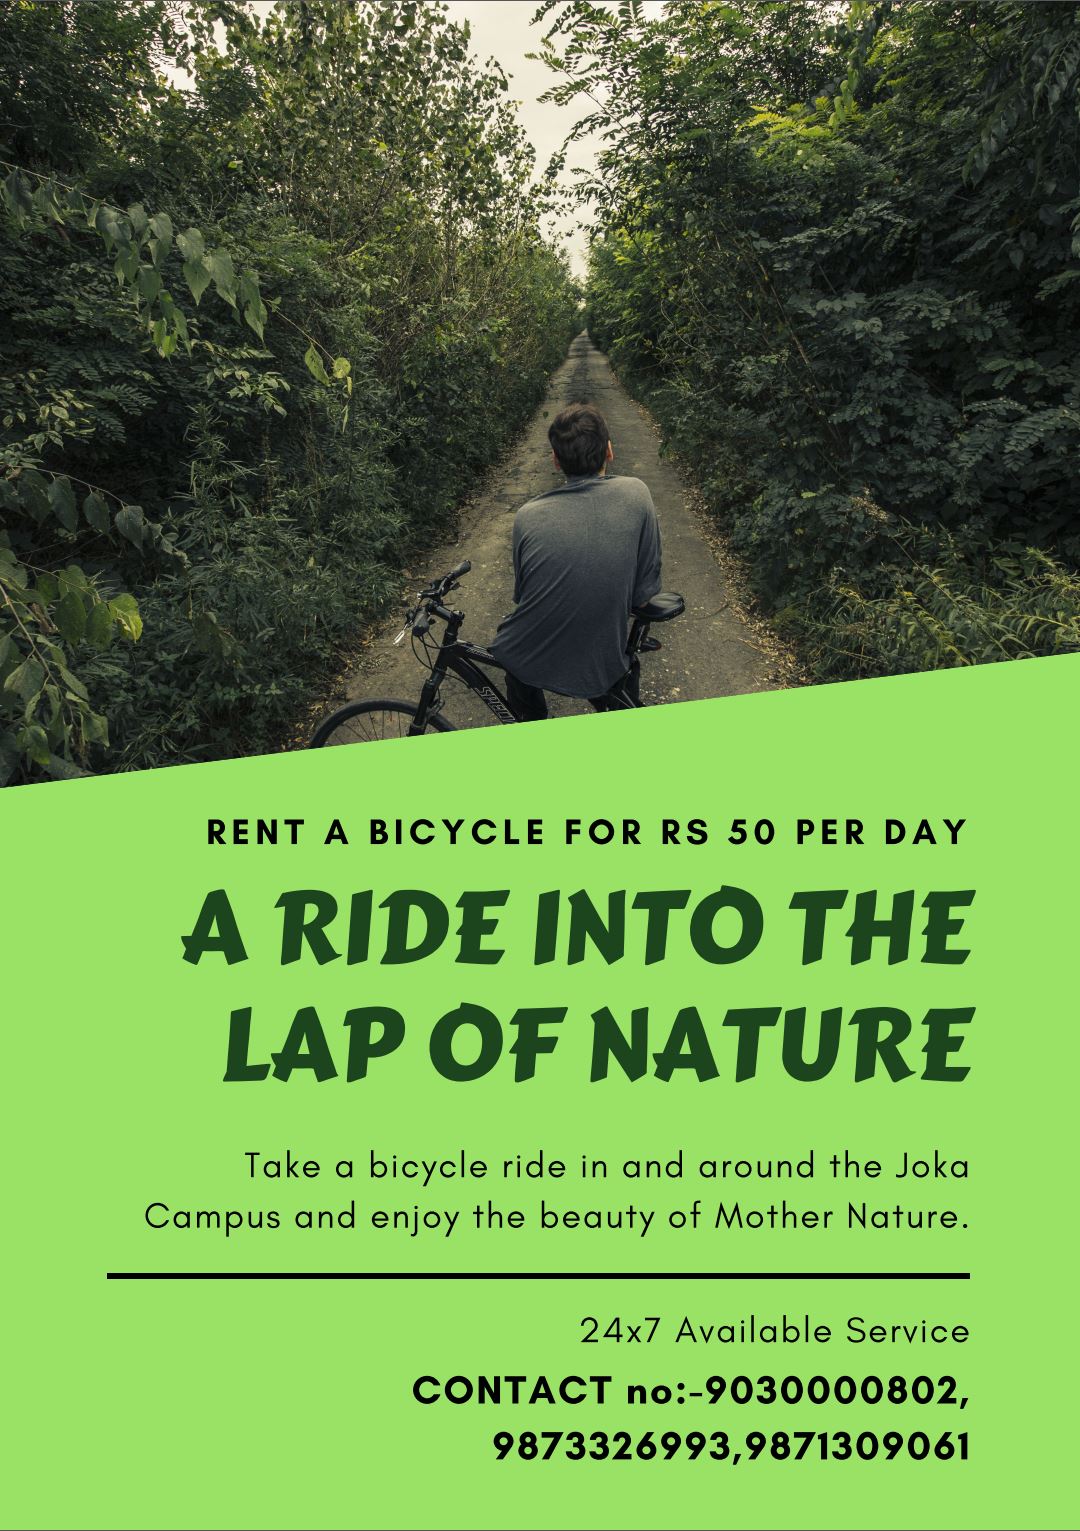 RENT A BICYCLE FOR RS 50 PER DAY
A RIDE INTO THE
LAP OF NATURE
Take a bicycle ride in and around the Joka
Campus and enjoy the beauty of Mother Nature.
24x7 Available Service
CONTACT no:-9030000802,
9873326993,9871309061